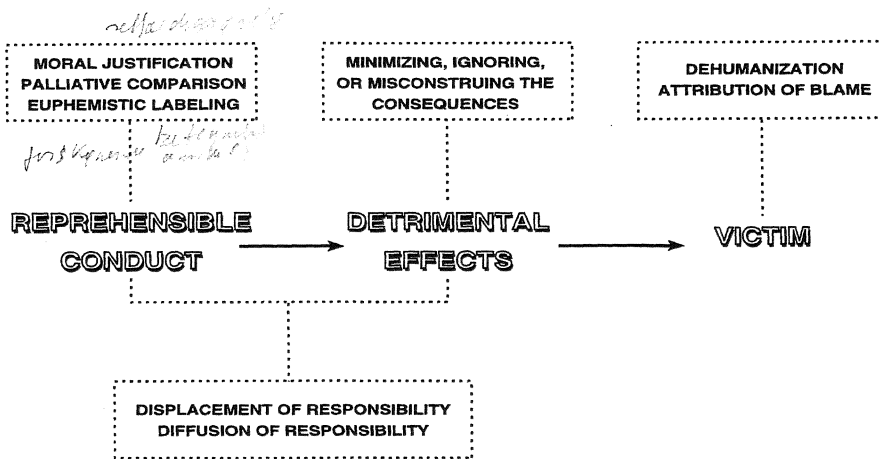 MORAL JUSTIFICATION
PALLIATIVE COMPARISON
EUPHEMISTIC LABELING
MINIMIZING, IGNORING,
OR MISCONSTRUING THE
CONSEQUENCES
DEHUMANIZATION
ATTRIBUTION OF BLAME
REPREHENSIBLE
CONDUCT
DETRIMENTAL
EFFECTS
VICTIM
DISPLACEMENT OF RESPONSIBILITY
DIFFUSION OF RESPONSIBILITY